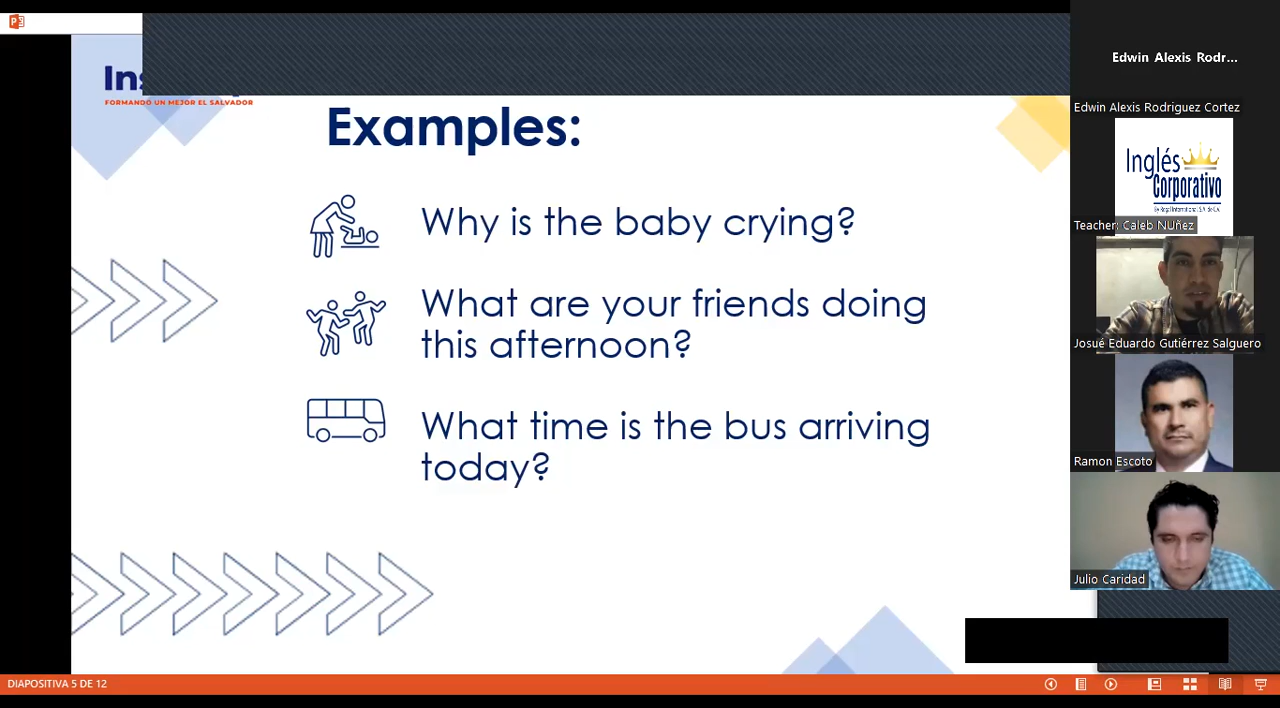 FORMANDO UN MEJOR EL SALVADOR
Examples:
Why is the baby crying?
What are your friends doing
this afternoon?
What time is the bus arriving
today?
DIAPOSITIVA 5 DE 12
Edwin Alexis Rodr...
Edwin Alexis Rodriguez Cortez
Inglés
Corporativo
Teacher: Caleb NUñez
Josué Eduardo Gutiérrez Salguero
Ramon Escoto
Julio Caridad